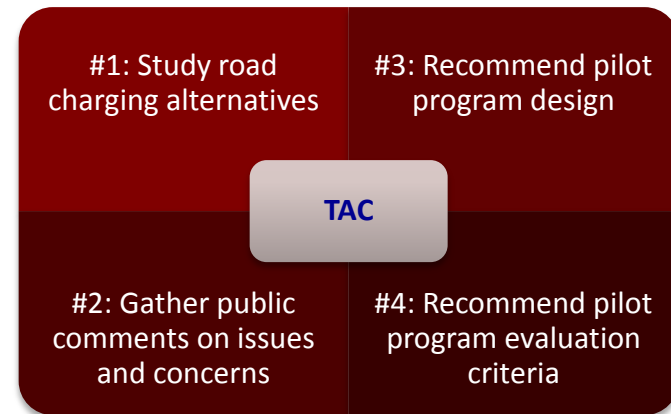 #1: Study road
charging alternatives
#3: Recommend pilot
program design
TAC
#2: Gather public
comments on issues
and concerns
#4: Recommend pilot
program evaluation
criteria